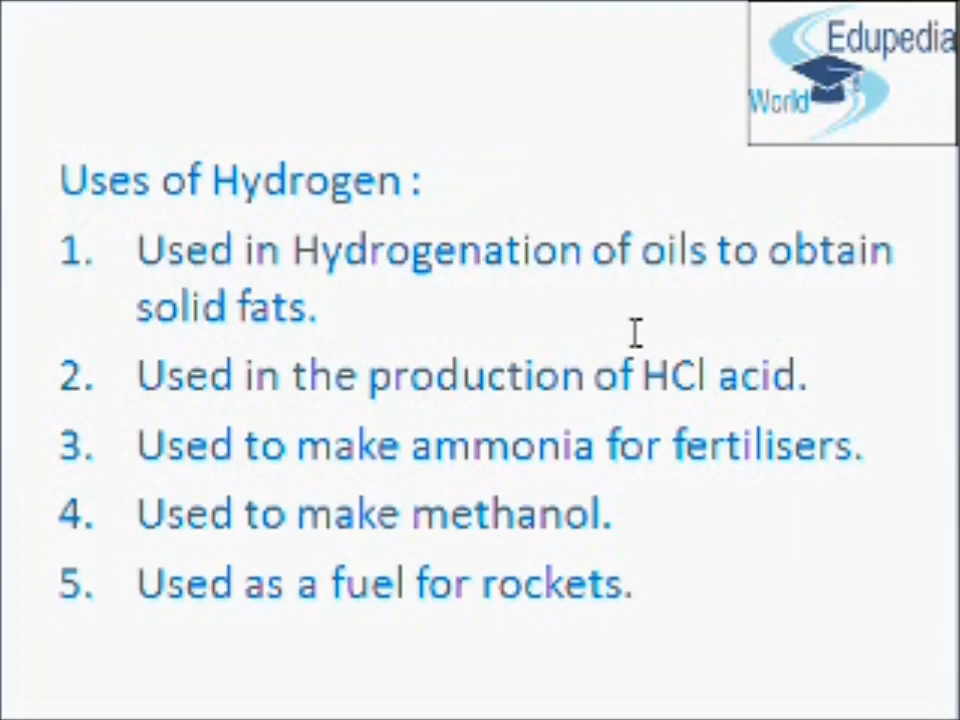 Edupedia
World
Uses of Hydrogen :
1. Used in Hydrogenation of oils to obtain
solid fats.
2. Used in the production of HCl acid.
3. Used to make ammonia for fertilisers.
4. Used to make methanol.
5. Used as a fuel for rockets.